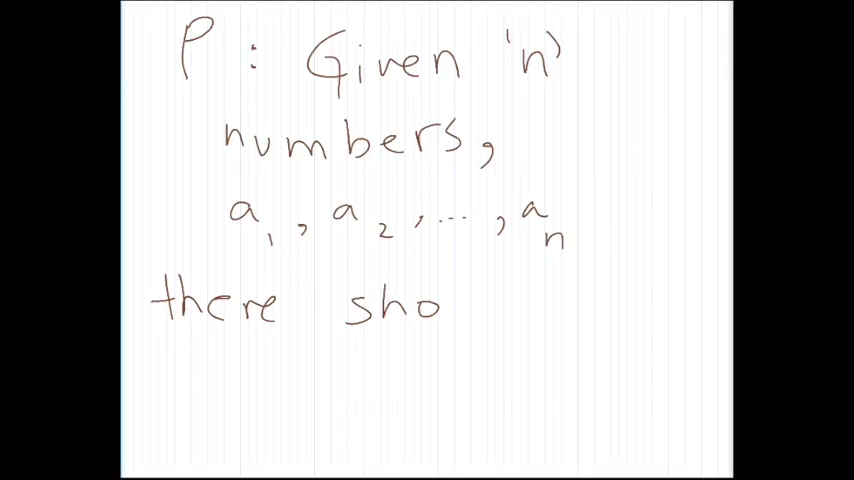 P : Given 'n'
numbers,
a₁, a₂, ..., aₙ
there sho